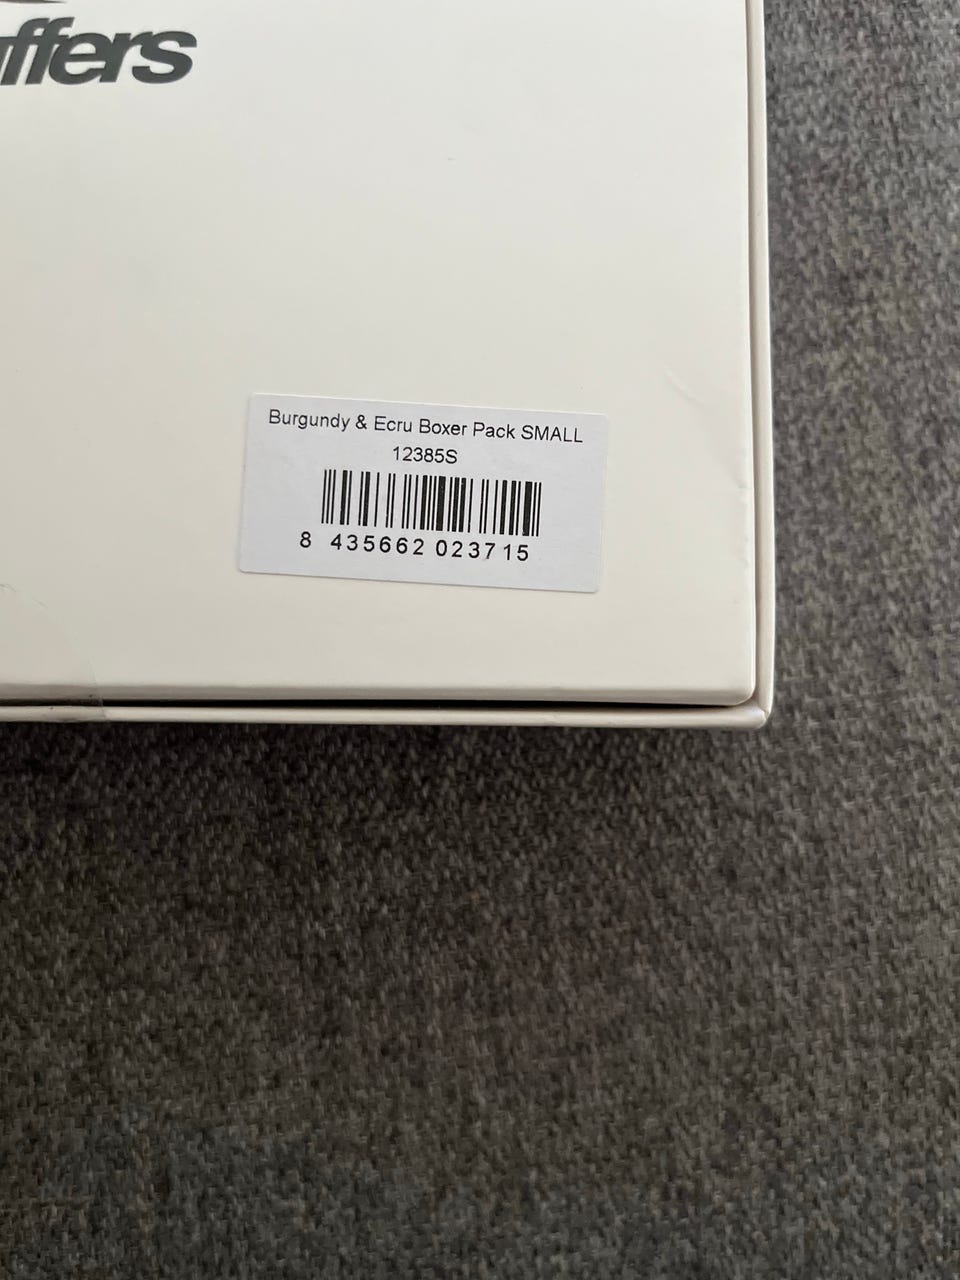 Burgundy & Ecru Boxer Pack SMALL
12385S
8 435662 023715